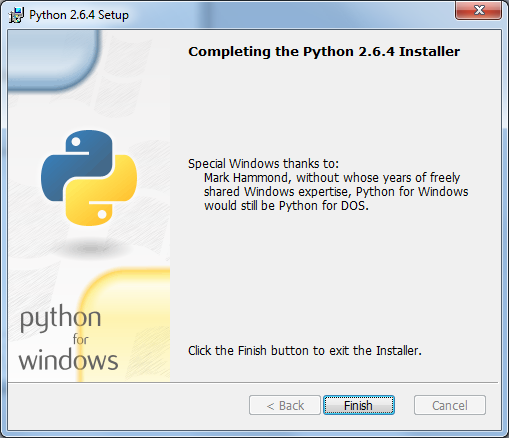 Python 2.6.4 Setup
Completing the Python 2.6.4 Installer
Special Windows thanks to:
Mark Hammond, without whose years of freely
shared Windows expertise, Python for Windows
would still be Python for DOS.
python
for
windows
Click the Finish button to exit the Installer.
< Back
Finish
Cancel